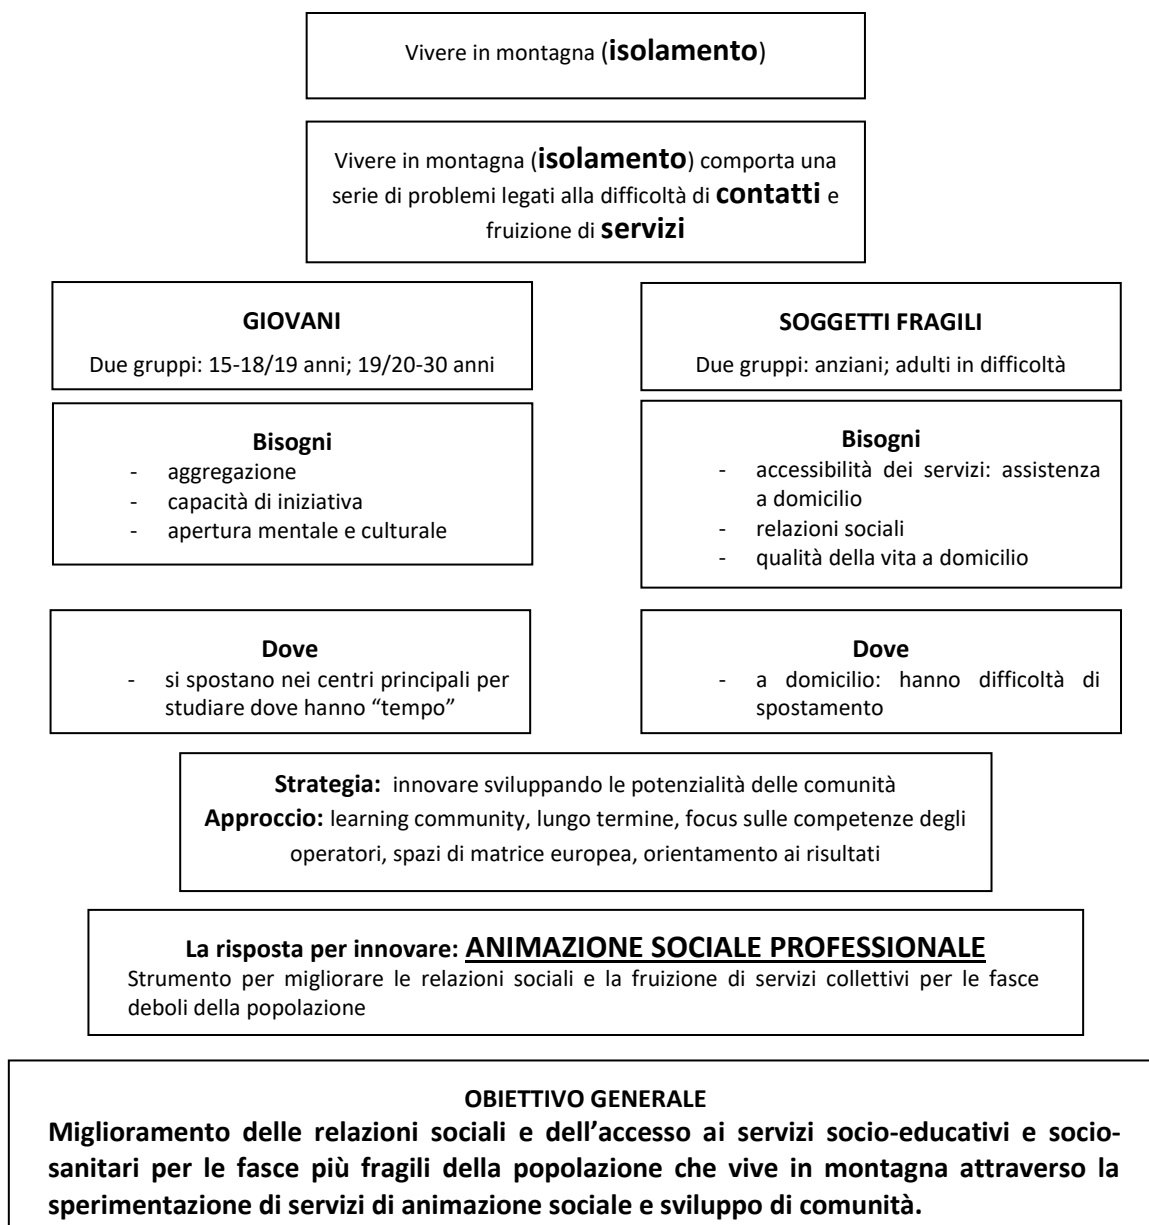 Vivere in montagna (isolamento)
Vivere in montagna (isolamento) comporta una
serie di problemi legati alla difficoltà di contatti e
fruizione di servizi
GIOVANI
Due gruppi: 15-18/19 anni; 19/20-30 anni
Bisogni
- aggregazione
- capacità di iniziativa
- apertura mentale e culturale
Dove
- si spostano nei centri principali per
studiare dove hanno “tempo”
SOGGETTI FRAGILI
Due gruppi: anziani; adulti in difficoltà
Bisogni
- accessibilità dei servizi: assistenza
a domicilio
- relazioni sociali
- qualità della vita a domicilio
Dove
- a domicilio: hanno difficoltà di
spostamento
Strategia: innovare sviluppando le potenzialità delle comunità
Approccio: learning community, lungo termine, focus sulle competenze degli
operatori, spazi di matrice europea, orientamento ai risultati
La risposta per innovare: ANIMAZIONE SOCIALE PROFESSIONALE
Strumento per migliorare le relazioni sociali e la fruizione di servizi collettivi per le fasce
deboli della popolazione
OBIETTIVO GENERALE
Miglioramento delle relazioni sociali e dell’accesso ai servizi socio-educativi e socio-
sanitari per le fasce più fragili della popolazione che vive in montagna attraverso la
sperimentazione di servizi di animazione sociale e sviluppo di comunità.